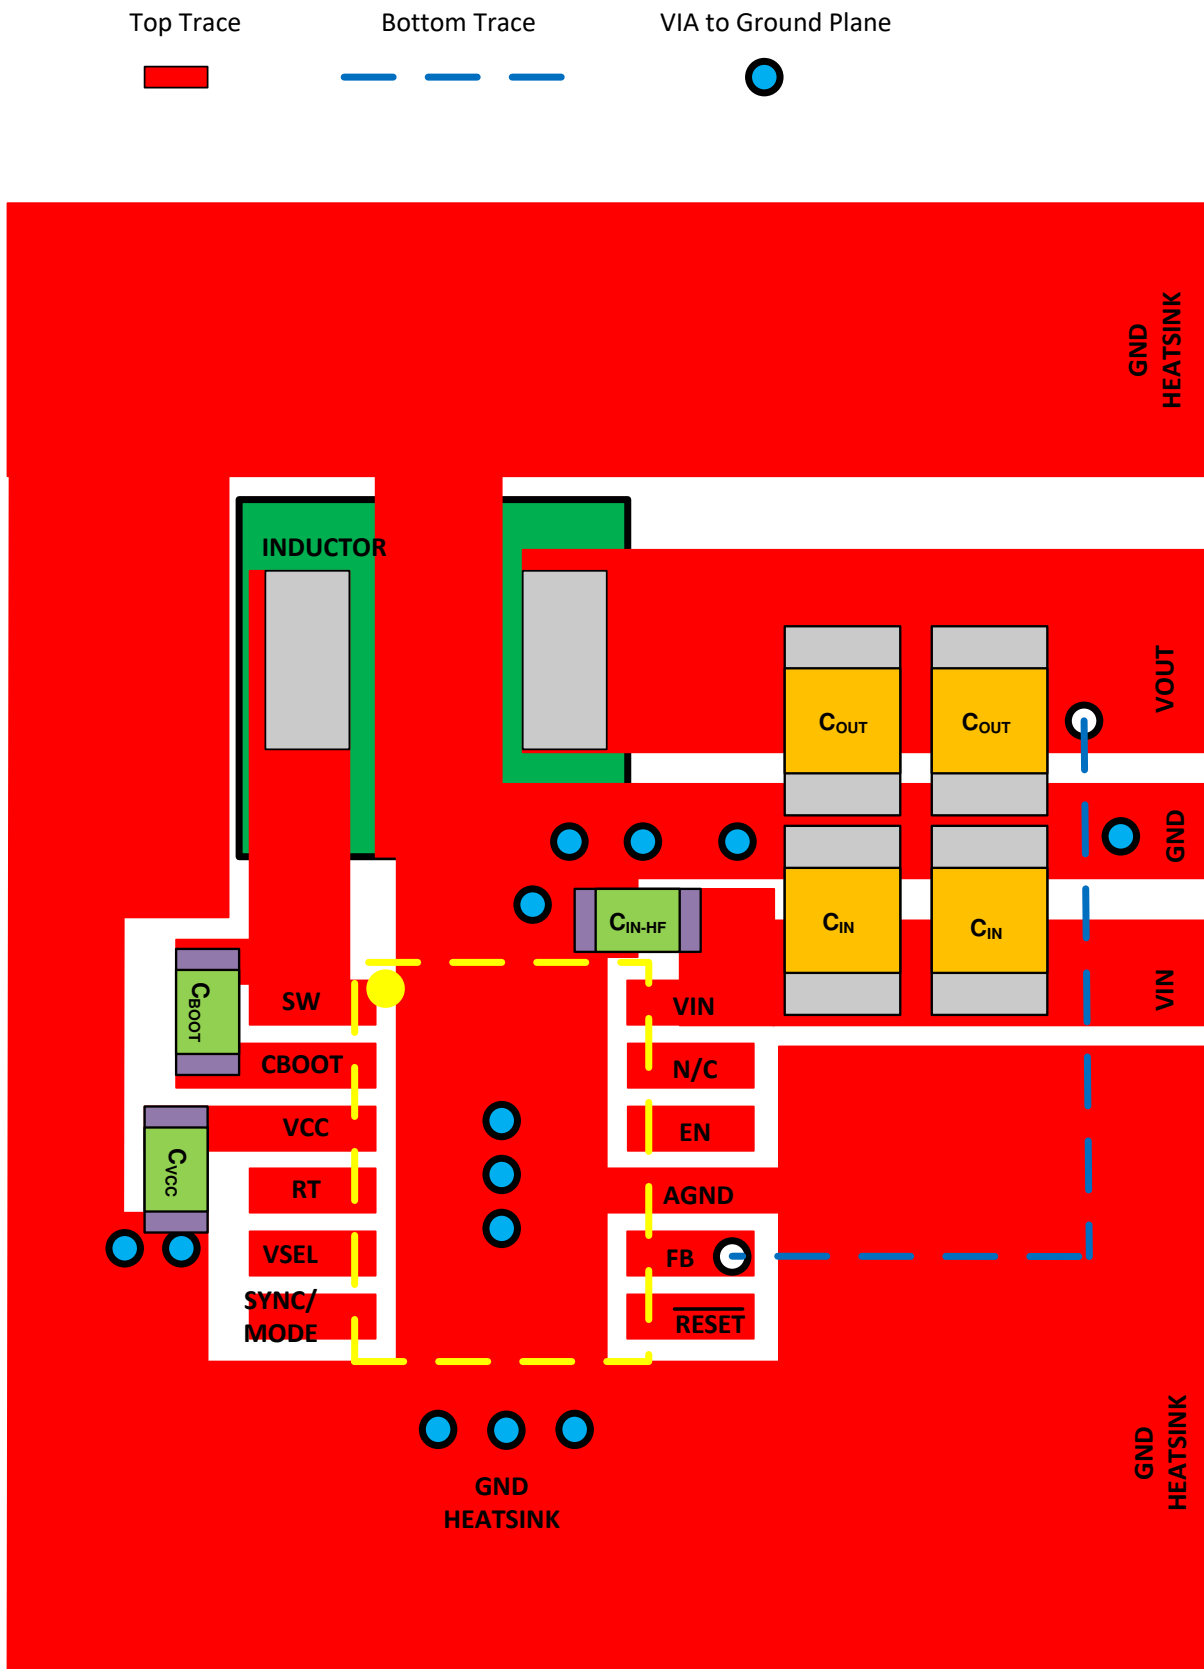 Top Trace
Bottom Trace
VIA to Ground Plane
GND
HEATSINK
INDUCTOR
VOUT
COUT
COUT
GND
CIN-HF
CIN
CIN
VIN
CBOOT
SW
VIN
CBOOT
N/C
VCC
EN
CVCC
RT
AGND
VSEL
FB
SYNC/
MODE
RESET
GND
HEATSINK
GND
HEATSINK